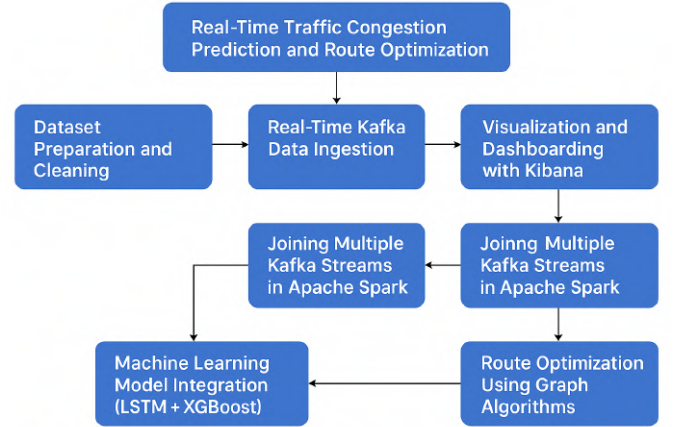 Real-Time Traffic Congestion
Prediction and Route Optimization
Dataset
Preparation and
Cleaning
Real-Time Kafka
Data Ingestion
Visualization and
Dashboarding
with Kibana
Joining Multiple
Kafka Streams
in Apache Spark
Joinng Multiple
Kafka Streams
in Apache Spark
Machine Learning
Model Integration
(LSTM + XGBoost)
Route Optimization
Using Graph
Algorithms